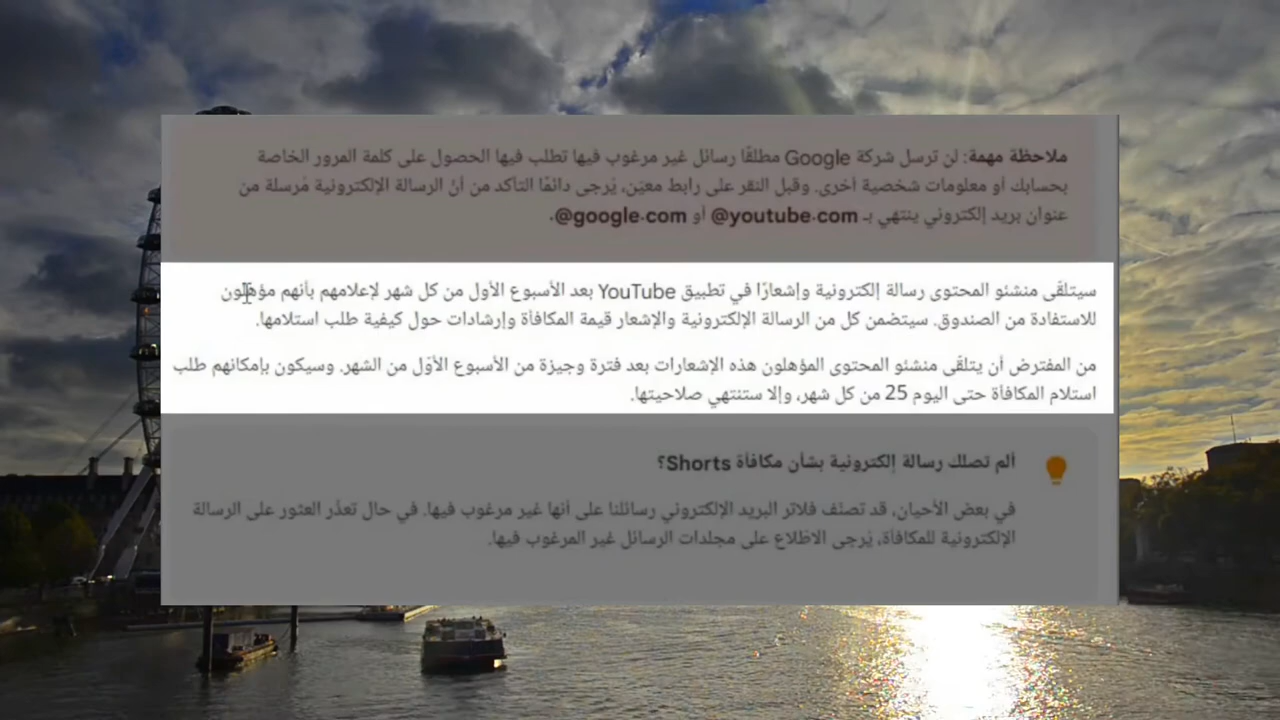 ملاحظة مهمة: لن ترسل شركة Google مطلقًا رسائل غير مرغوب فيها تطلب فيها الحصول على كلمة المرور الخاصة
بحسابك أو معلومات شخصية أخرى. وقبل النقر على رابط معيّن، يُرجى دائمًا التأكد من أنّ الرسالة الإلكترونية مُرسلة من
عنوان بريد إلكتروني ينتهي بـ @youtube.com أو @google.com.
سيتلقّى منشئو المحتوى رسالة إلكترونية وإشعارًا في تطبيق YouTube بعد الأسبوع الأول من كل شهر لإعلامهم بأنهم مؤهلون
للاستفادة من الصندوق. سيتضمن كل من الرسالة الإلكترونية والإشعار قيمة المكافأة وإرشادات حول كيفية طلب استلامها.
من المفترض أن يتلقّى منشئو المحتوى المؤهلون هذه الإشعارات بعد فترة وجيزة من الأسبوع الأوّل من الشهر. وسيكون بإمكانهم طلب
استلام المكافأة حتى اليوم 25 من كل شهر، وإلا ستنتهي صلاحيتها.
ألم تصلك رسالة إلكترونية بشأن مكافأة Shorts؟
في بعض الأحيان، قد تصنّف فلاتر البريد الإلكتروني رسائلنا على أنها غير مرغوب فيها. في حال تعذّر العثور على الرسالة
الإلكترونية للمكافأة، يُرجى الاطّلاع على مجلدات الرسائل غير المرغوب فيها.